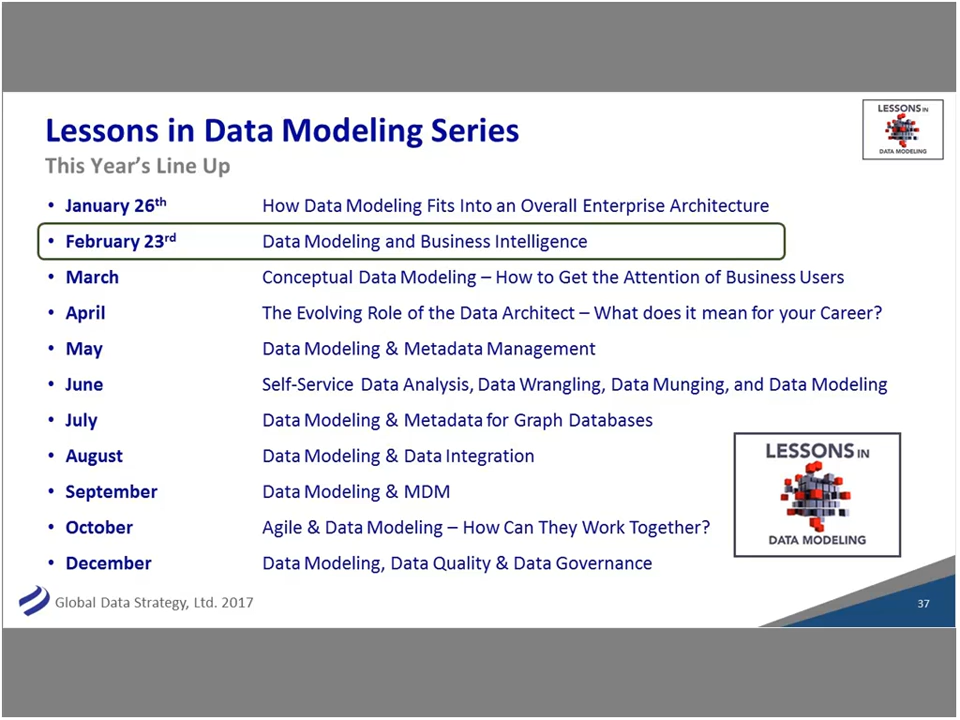 Lessons in Data Modeling Series
This Year's Line Up
LESSONS IN
DATA MODELING
• January 26th How Data Modeling Fits Into an Overall Enterprise Architecture
• February 23rd Data Modeling and Business Intelligence
• March Conceptual Data Modeling – How to Get the Attention of Business Users
• April The Evolving Role of the Data Architect – What does it mean for your Career?
• May Data Modeling & Metadata Management
• June Self-Service Data Analysis, Data Wrangling, Data Munging, and Data Modeling
• July Data Modeling & Metadata for Graph Databases
• August Data Modeling & Data Integration
• September Data Modeling & MDM
• October Agile & Data Modeling – How Can They Work Together?
• December Data Modeling, Data Quality & Data Governance
LESSONS IN
DATA MODELING
Global Data Strategy, Ltd. 2017
37